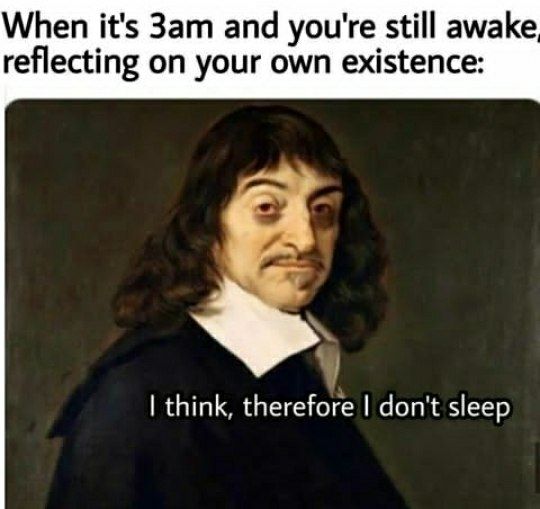 When it's 3am and you're still awake,
reflecting on your own existence:
I think, therefore I don't sleep